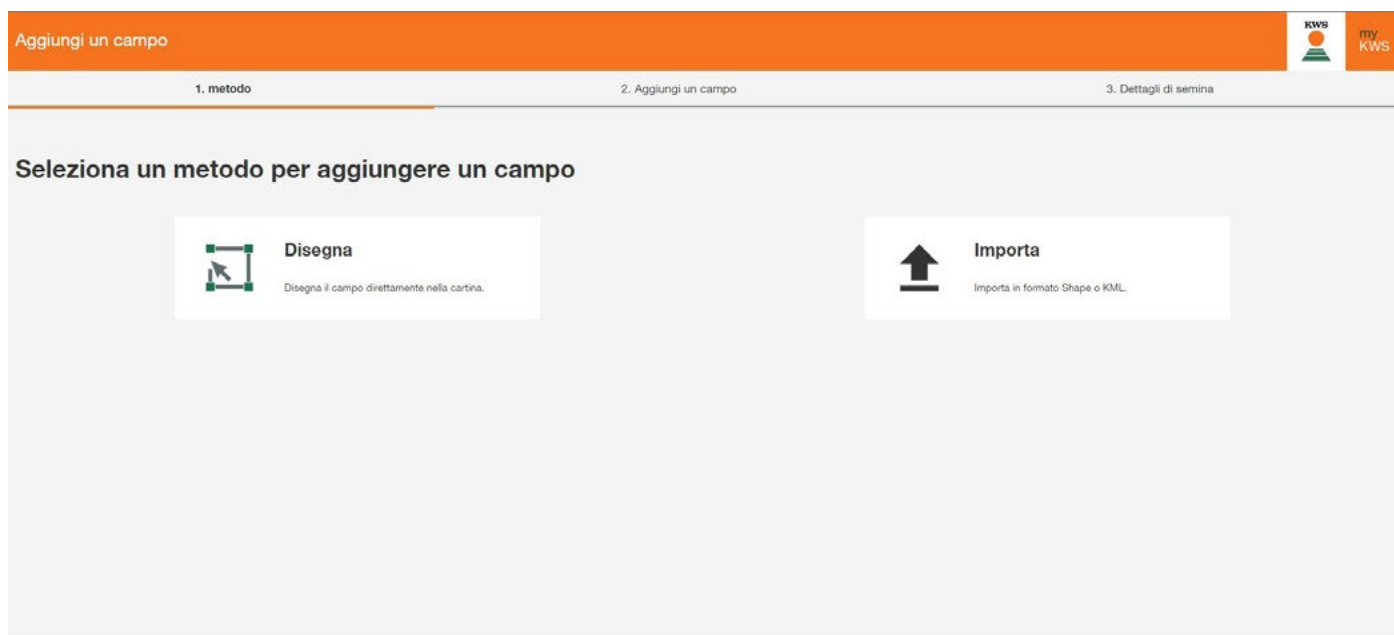 Aggiungi un campo
KWS
my
KWS
1. metodo
2. Aggiungi un campo
3. Dettagli di semina
Seleziona un metodo per aggiungere un campo
Disegna
Disegna il campo direttamente nella cartina.
Importa
Importa in formato Shape o KML.